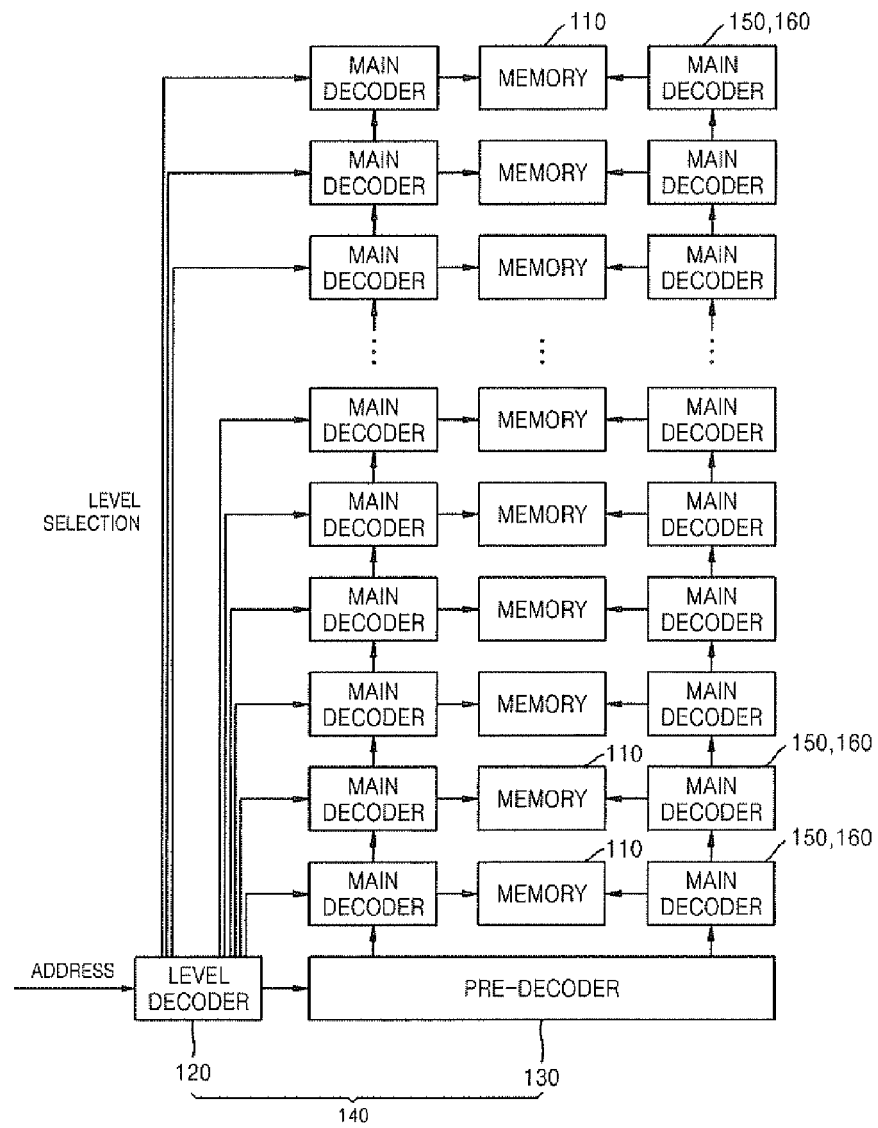 110
150,160
MAIN DECODER
MEMORY
MAIN DECODER
MAIN DECODER
MEMORY
MAIN DECODER
MAIN DECODER
MEMORY
MAIN DECODER
MAIN DECODER
MEMORY
MAIN DECODER
LEVEL SELECTION
MAIN DECODER
MEMORY
MAIN DECODER
MAIN DECODER
MEMORY
MAIN DECODER
MAIN DECODER
MEMORY
MAIN DECODER
110
150,160
MAIN DECODER
MEMORY
MAIN DECODER
110
150,160
MAIN DECODER
MEMORY
MAIN DECODER
ADDRESS
LEVEL DECODER
PRE-DECODER
120
130
140